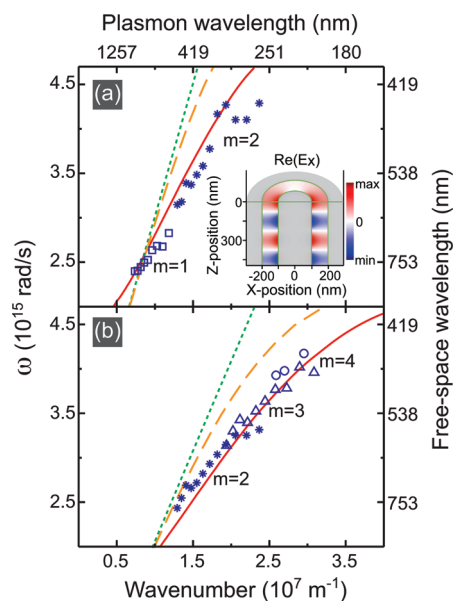 Plasmon wavelength (nm)
1257 419 251 180
4.5
3.5
2.5
(a)
m=2
m=1
419
538
753
Re(Ex)
Z-position (nm)
0
300
-200 0 200
X-position (nm)
max
0
min
ω (10¹⁵ rad/s)
Free-space wavelength (nm)
(b)
4.5
3.5
2.5
m=4
m=3
m=2
419
538
753
0.5 1.5 2.5 3.5
Wavenumber (10⁷ m⁻¹)